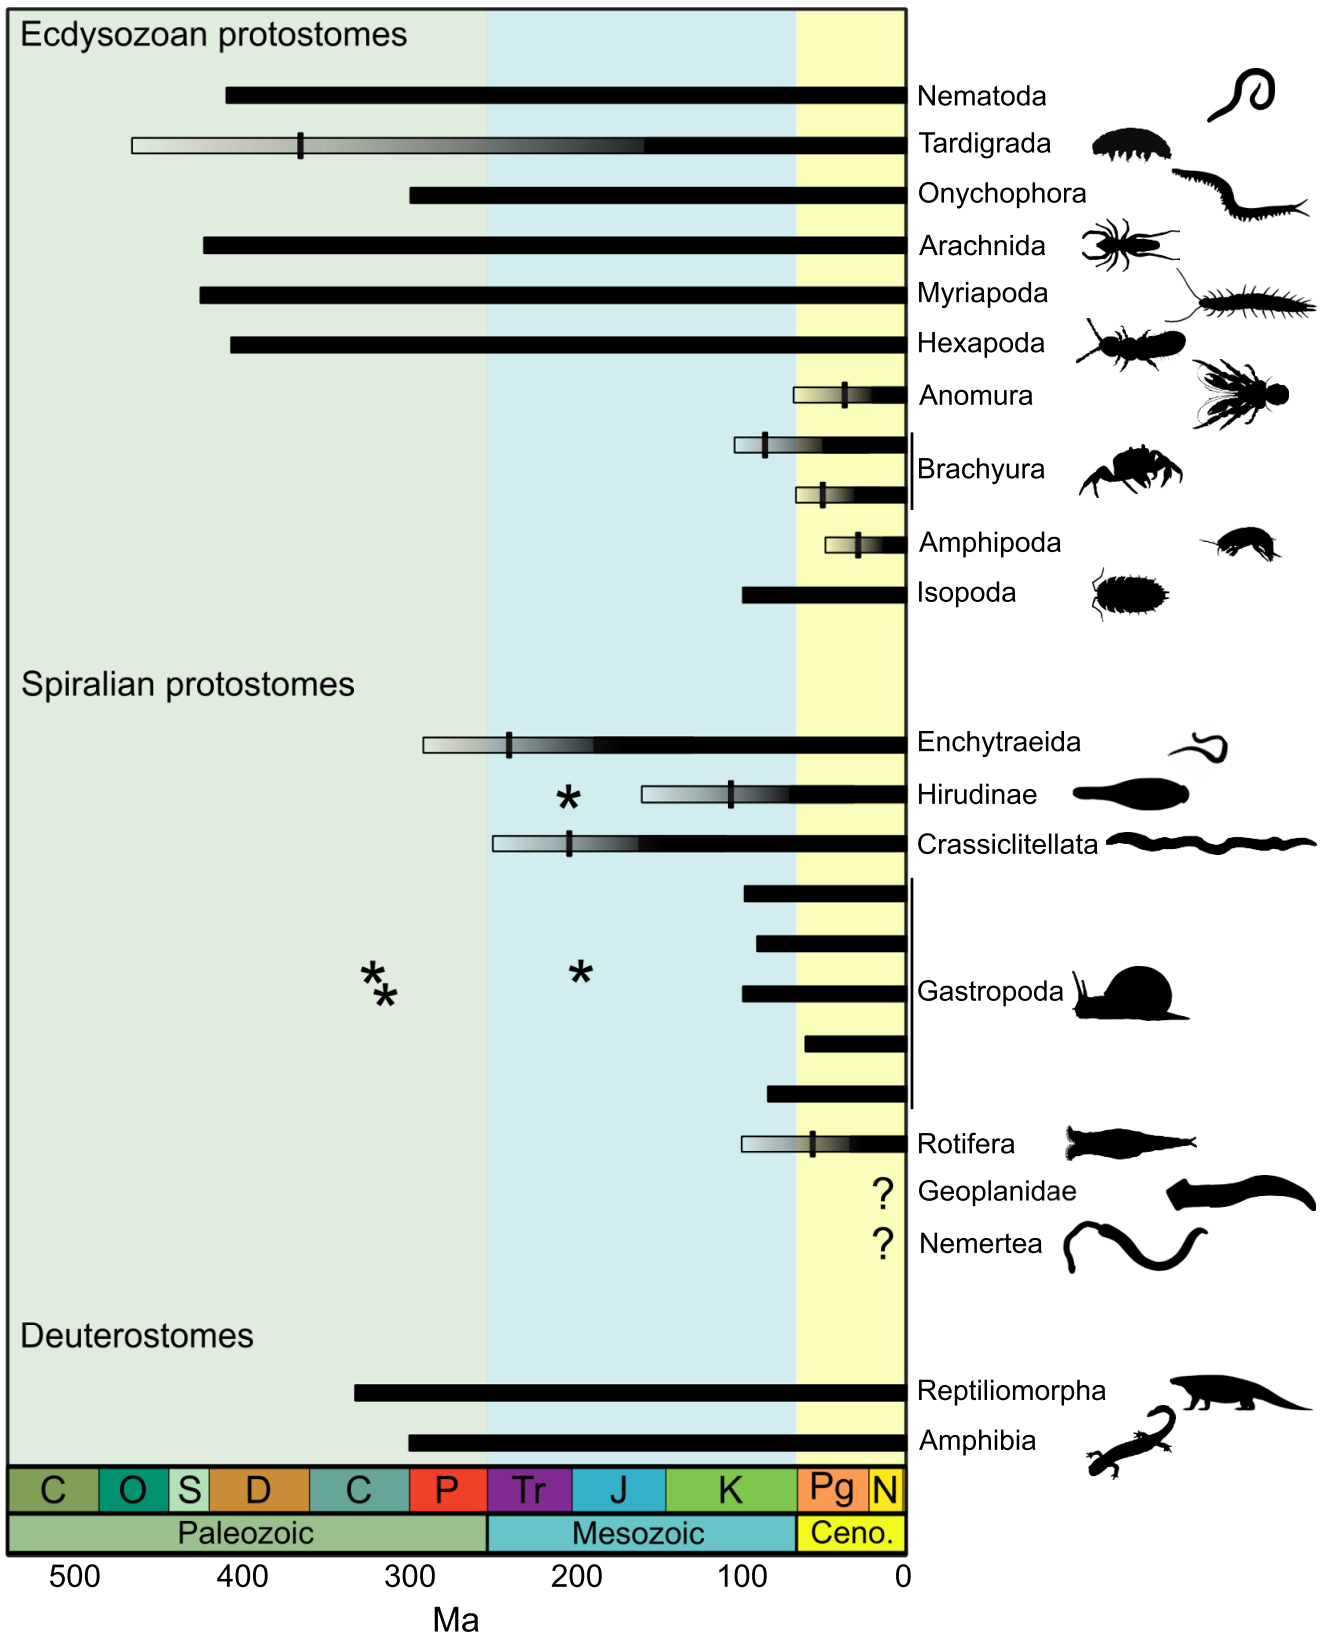 Ecdysozoan protostomes
Nematoda
Tardigrada
Onychophora
Arachnida
Myriapoda
Hexapoda
Anomura
Brachyura
Amphipoda
Isopoda
Spiralian protostomes
Enchytraeida
* Hirudinae
Crassiclitellata
* *
* Gastropoda
Rotifera
? Geoplanidae
? Nemertea
Deuterostomes
Reptiliomorpha
Amphibia
C O S D C P Tr J K Pg N
Paleozoic Mesozoic Ceno.
500 400 300 200 100 0
Ma